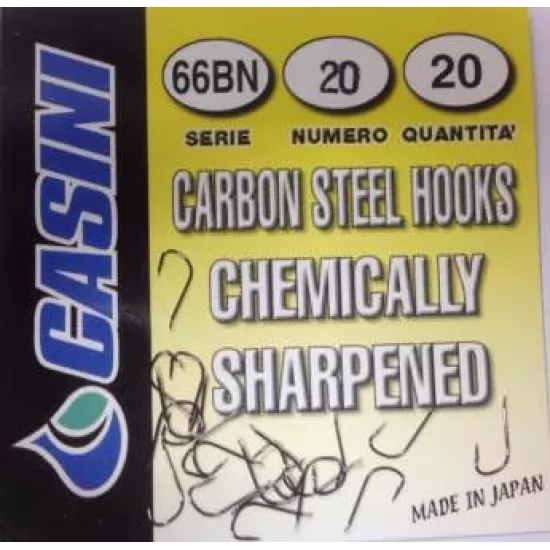 CASINI
66BN 20 20
SERIE NUMERO QUANTITA'
CARBON STEEL HOOKS
CHEMICALLY
SHARPENED
MADE IN JAPAN